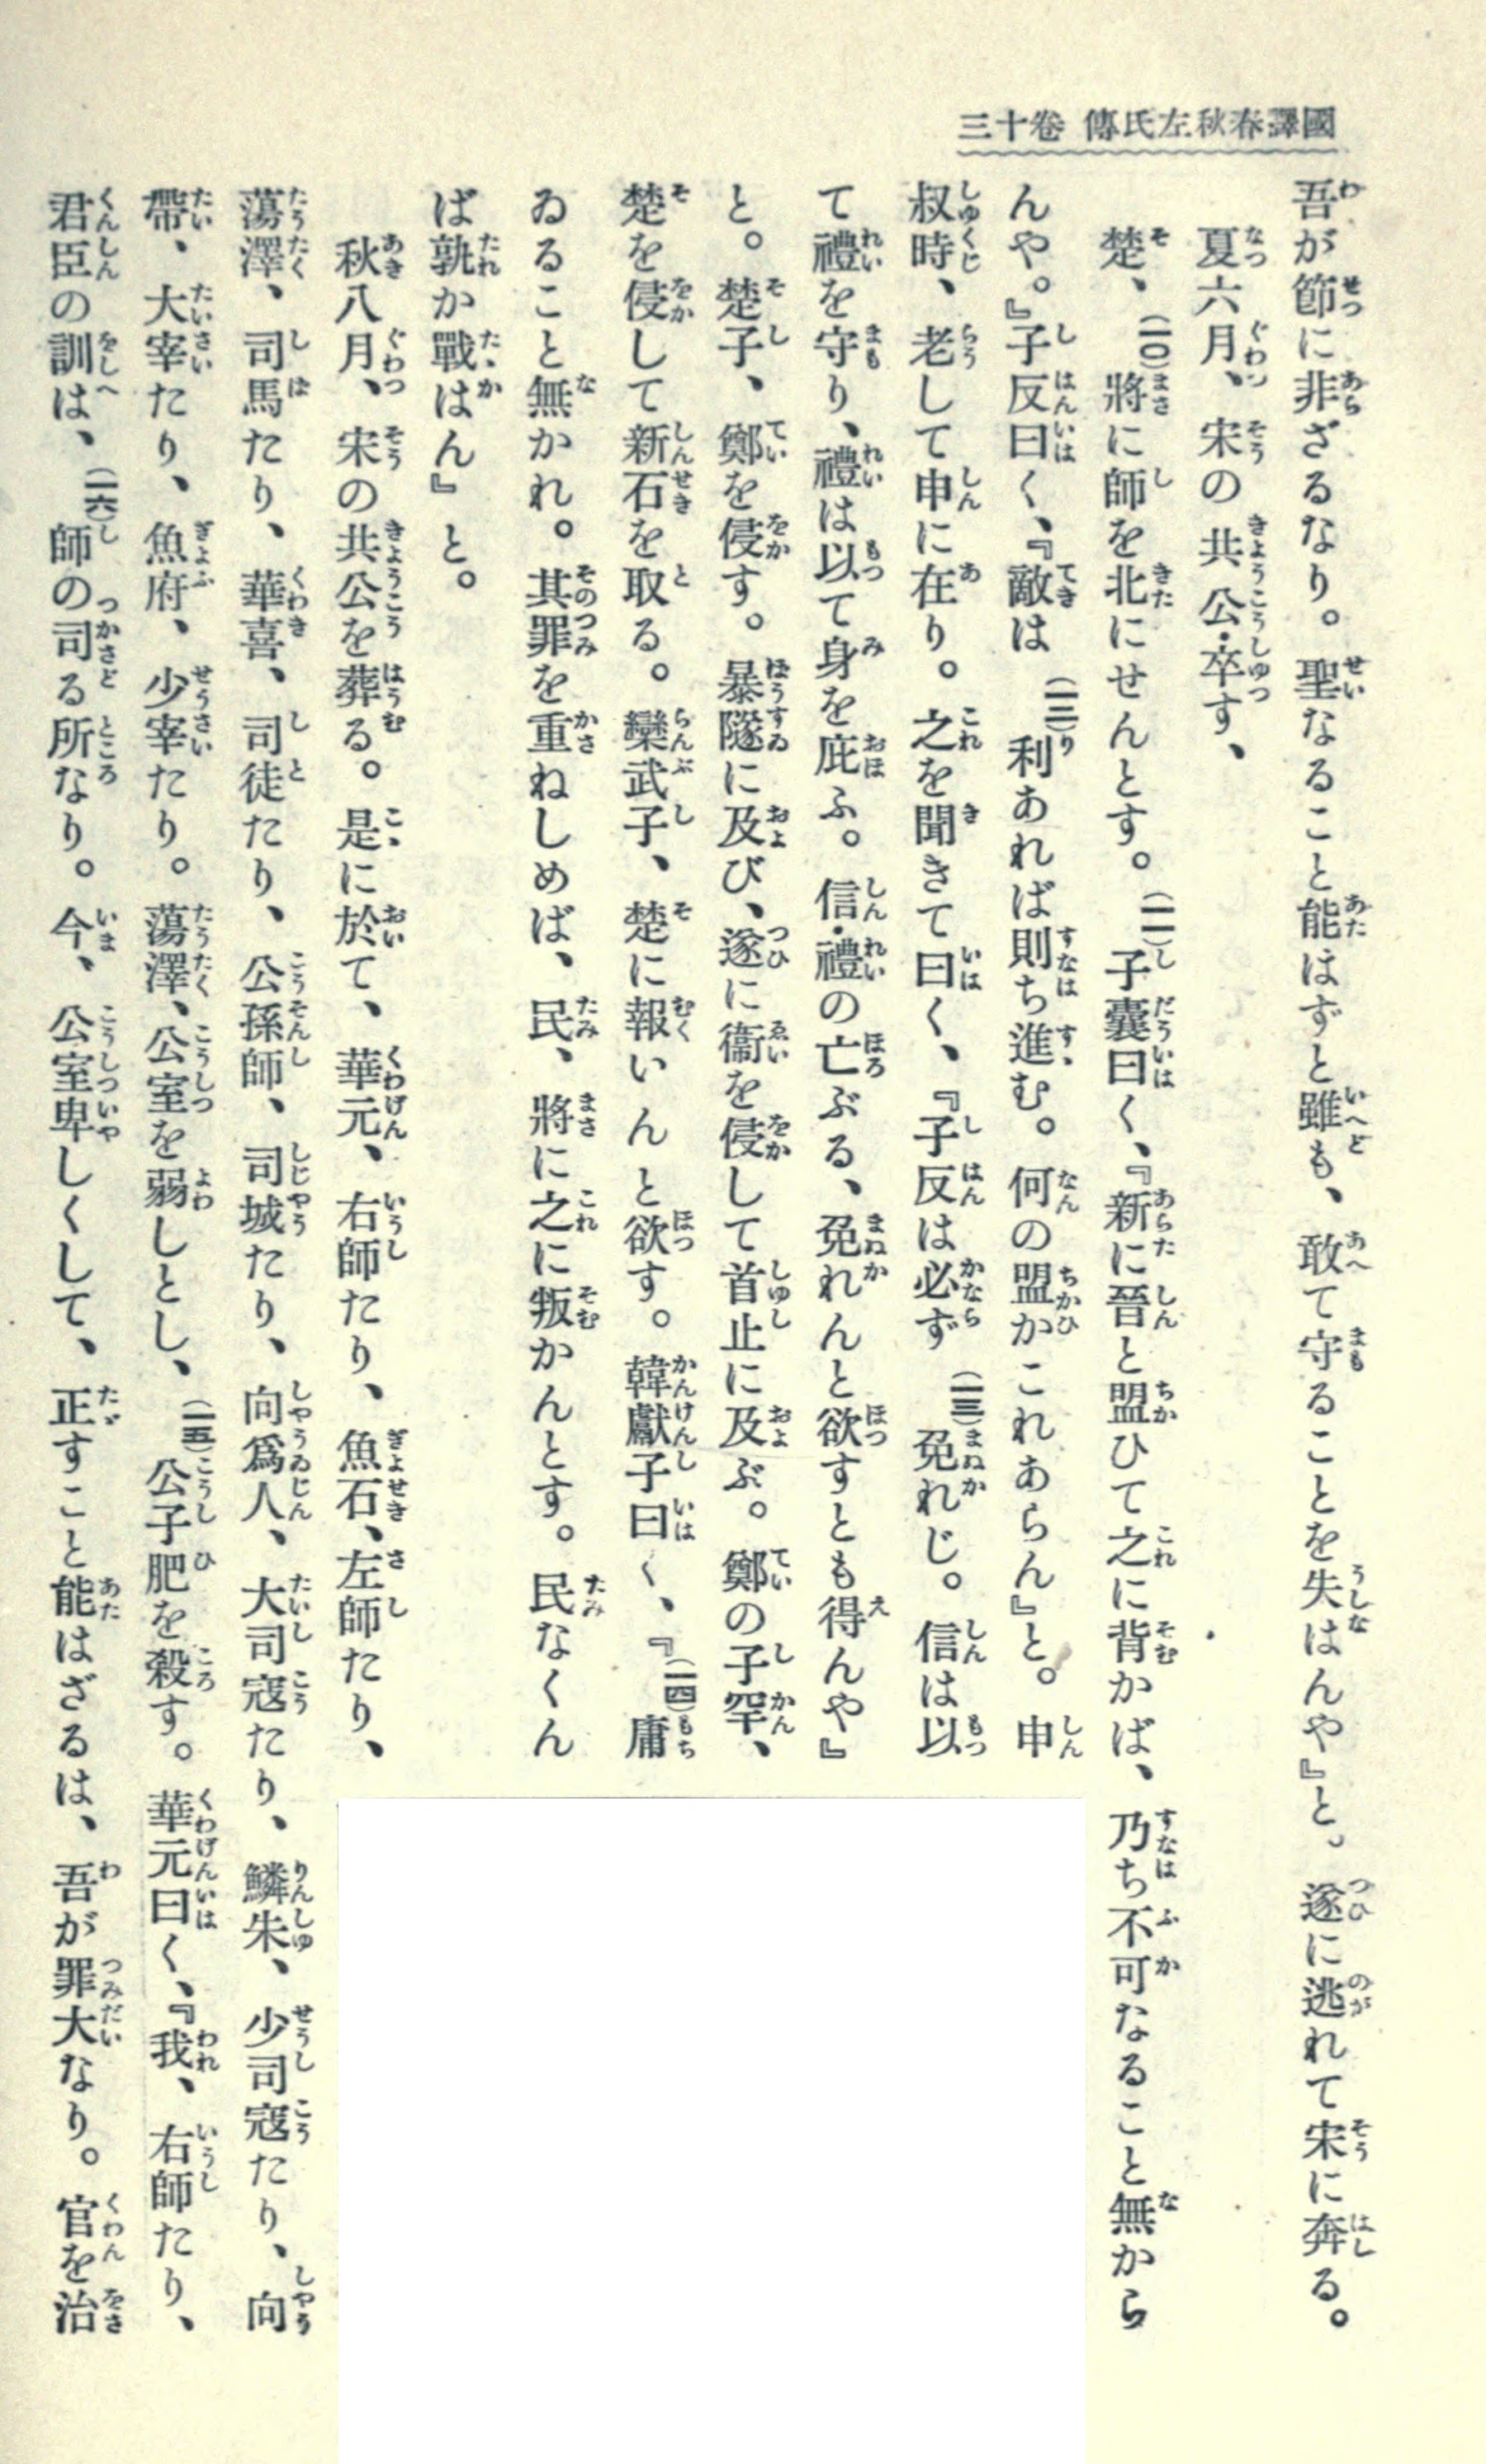 國譯春秋左氏傳 卷十三
吾が節に非ざるなり。聖なること能はずと雖も、敢て守ることを失はんや』と。遂に逃れて宋に奔る。
夏六月、宋の共公・卒す、
楚、(一〇)將に師を北にせんとす。(一一)子囊曰く、『新に晉と盟ひて之に背かば、乃ち不可なること無から
んや。』子反曰く、『敵は(一二)利あれば則ち進む。何の盟かこれあらん』と。申
叔時、老して申に在り。之を聞きて曰く、『子反は必ず(一三)免れじ。信は以
て禮を守り、禮は以て身を庇ふ。信・禮の亡ぶる、免れんと欲すとも得んや』
と。楚子、鄭を侵す。暴隧に及び、遂に衞を侵して首止に及ぶ。鄭の子罕、
楚を侵して新石を取る。欒武子、楚に報いんと欲す。韓獻子曰く、『(一四)庸
ゐること無かれ。其罪を重ねしめば、民、將に之に叛かんとす。民なくん
ば孰か戰はん』と。
秋八月、宋の共公を葬る。是に於て、華元、右師たり、魚石、左師たり、
蕩澤、司馬たり、華喜、司徒たり、公孫師、司城たり、向爲人、大司寇たり、鱗朱、少司寇たり、向
帶、大宰たり、魚府、少宰たり。蕩澤、公室を弱しとし、(一五)公子肥を殺す。華元曰く、『我、右師たり、
君臣の訓は、(一六)師の司る所なり。今、公室卑しくして、正すこと能はざるは、吾が罪大なり。官を治